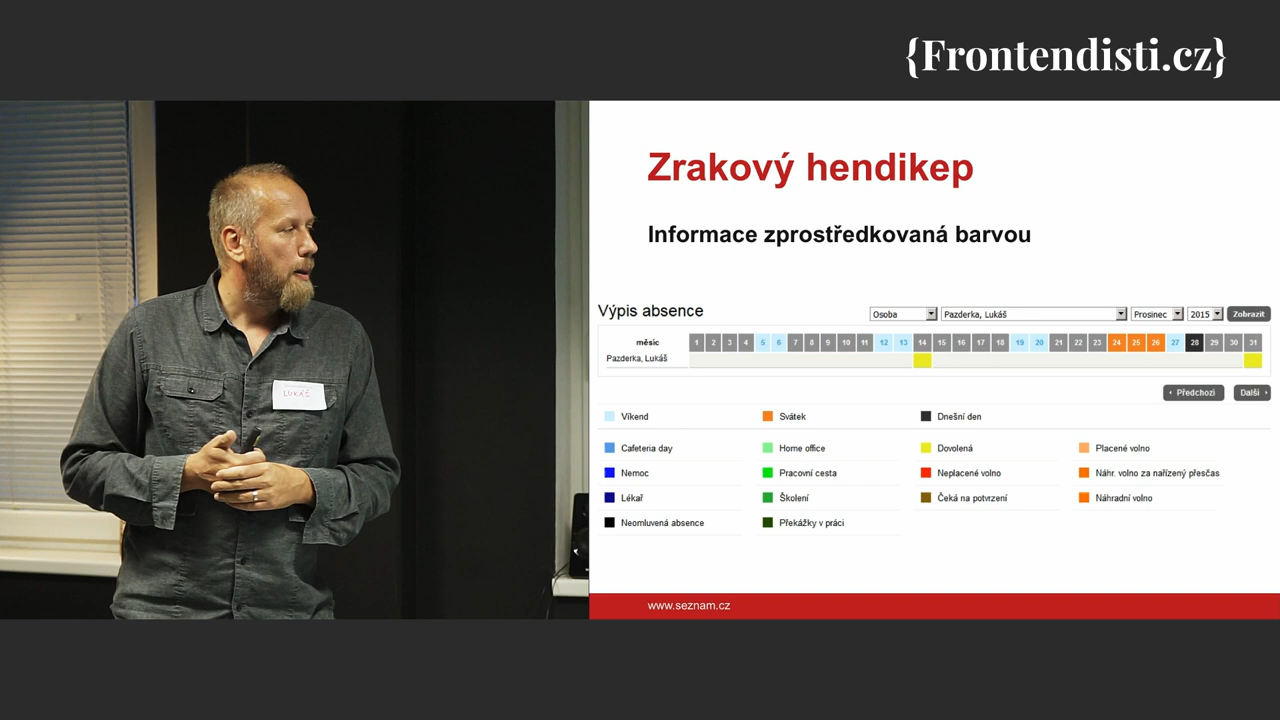 {Frontendisti.cz}
LUKÁŠ
Zrakový hendikep
Informace zprostředkovaná barvou
Výpis absence
Osoba Pazderka, Lukáš Prosinec 2015 Zobrazit
měsíc 1 2 3 4 5 6 7 8 9 10 11 12 13 14 15 16 17 18 19 20 21 22 23 24 25 26 27 28 29 30 31
Pazderka, Lukáš
Předchozí Další
Víkend Svátek Dnešní den
Cafeteria day Home office Dovolená Placené volno
Nemoc Pracovní cesta Neplacené volno Náhr. volno za nařízený přesčas
Lékař Školení Čeká na potvrzení Náhradní volno
Neomluvená absence Překážky v práci
www.seznam.cz